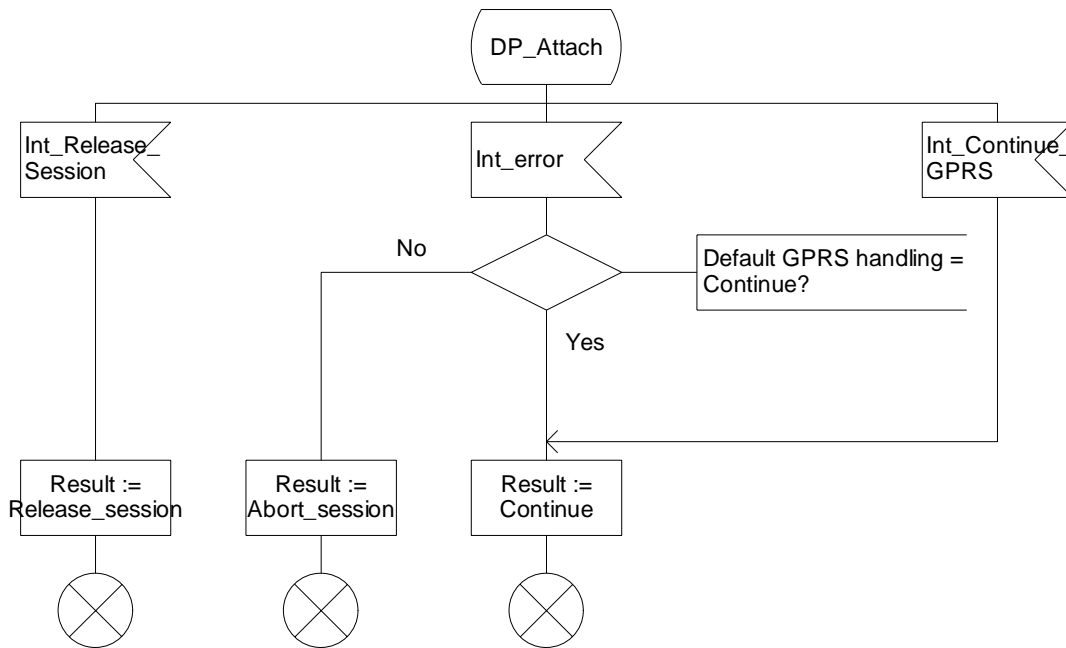 DP_Attach
Int_Release_
Session
Int_error
Int_Continue_
GPRS
No
Default GPRS handling =
Continue?
Yes
Result :=
Release_session
Result :=
Abort_session
Result :=
Continue